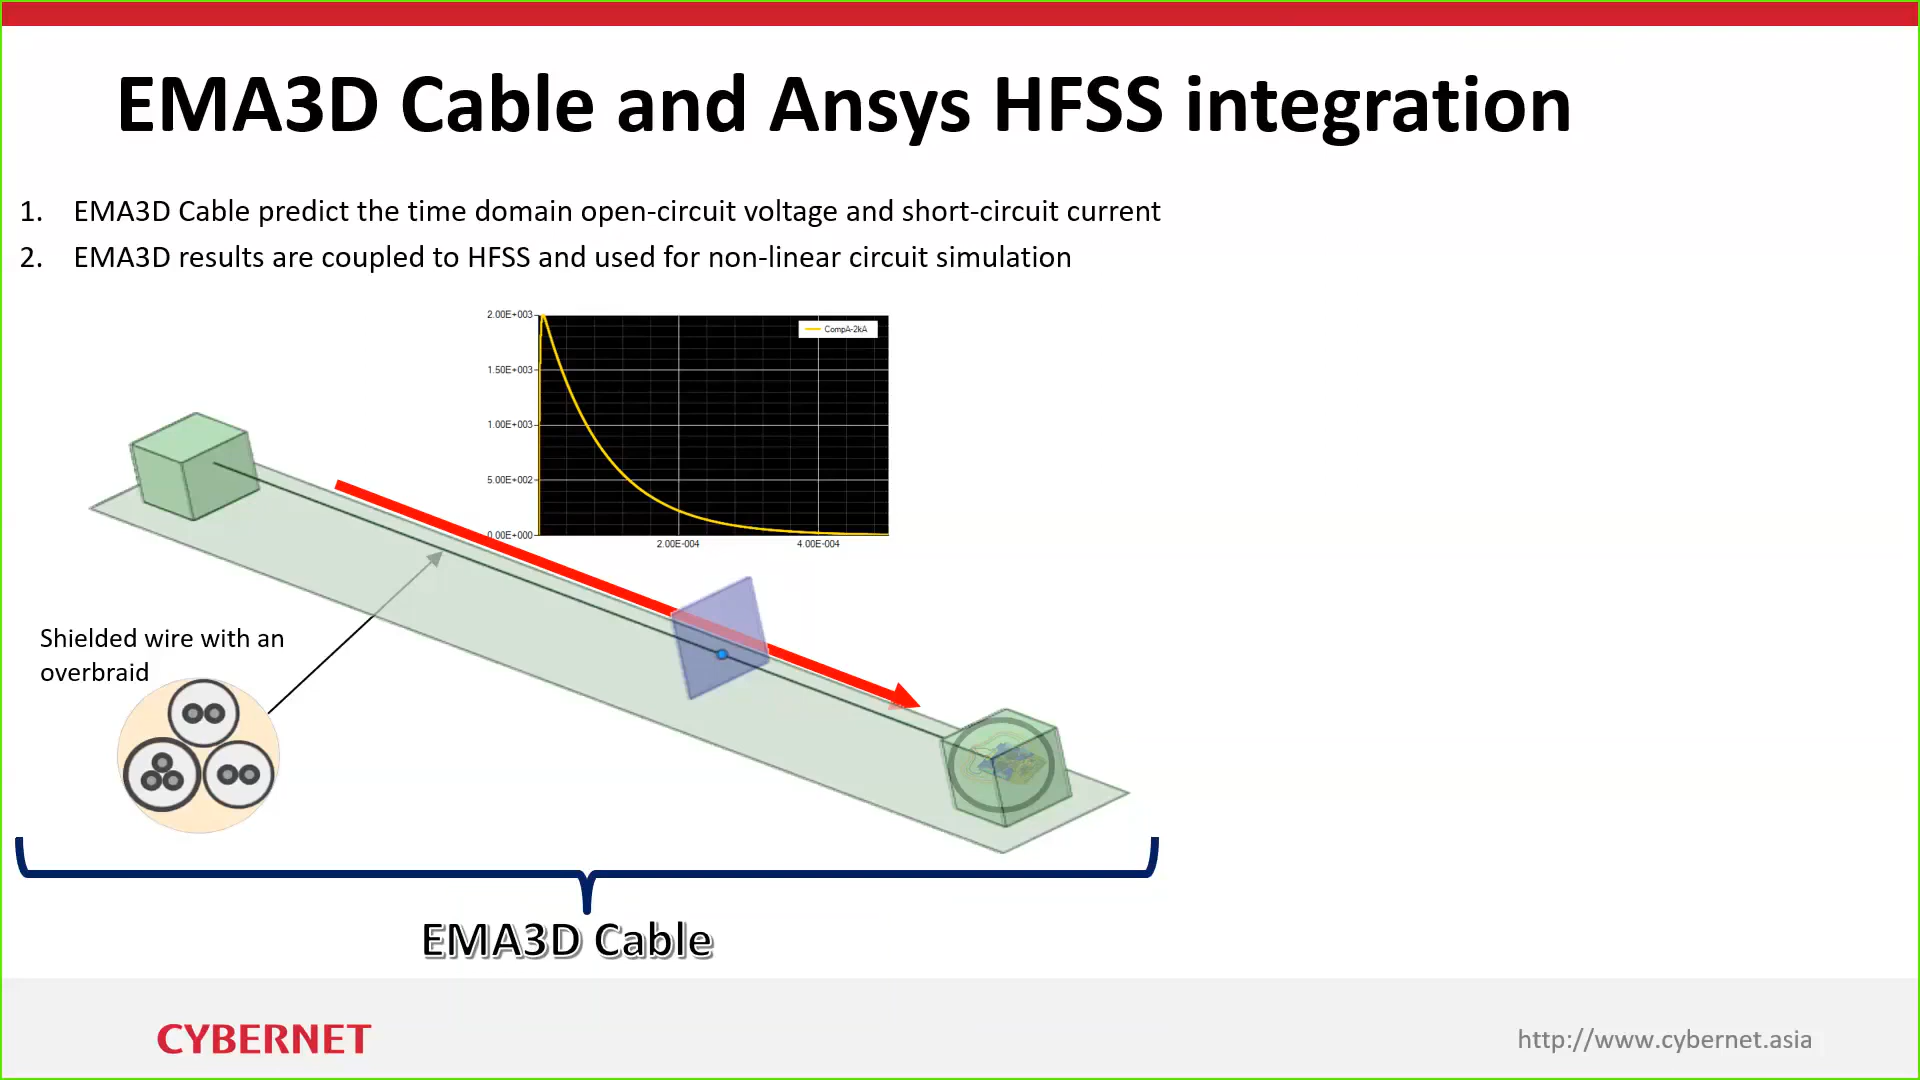 EMA3D Cable and Ansys HFSS integration
1. EMA3D Cable predict the time domain open-circuit voltage and short-circuit current
2. EMA3D results are coupled to HFSS and used for non-linear circuit simulation
2.00E+003
CompA-2kA
1.50E+003
1.00E+003
5.00E+002
0.00E+000
2.00E-004 4.00E-004
Shielded wire with an
overbraid
EMA3D Cable
CYBERNET
http://www.cybernet.asia